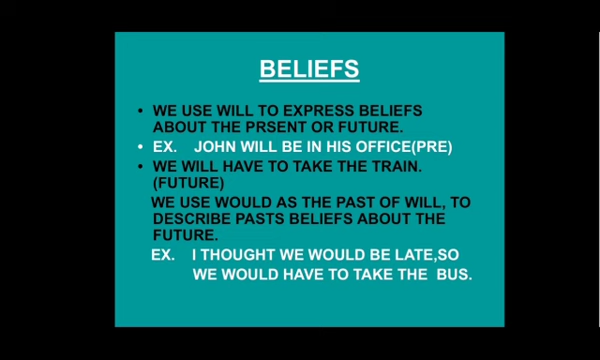 BELIEFS
• WE USE WILL TO EXPRESS BELIEFS
ABOUT THE PRSENT OR FUTURE.
• EX. JOHN WILL BE IN HIS OFFICE(PRE)
• WE WILL HAVE TO TAKE THE TRAIN.
(FUTURE)
WE USE WOULD AS THE PAST OF WILL, TO
DESCRIBE PASTS BELIEFS ABOUT THE
FUTURE.
EX. I THOUGHT WE WOULD BE LATE,SO
WE WOULD HAVE TO TAKE THE BUS.